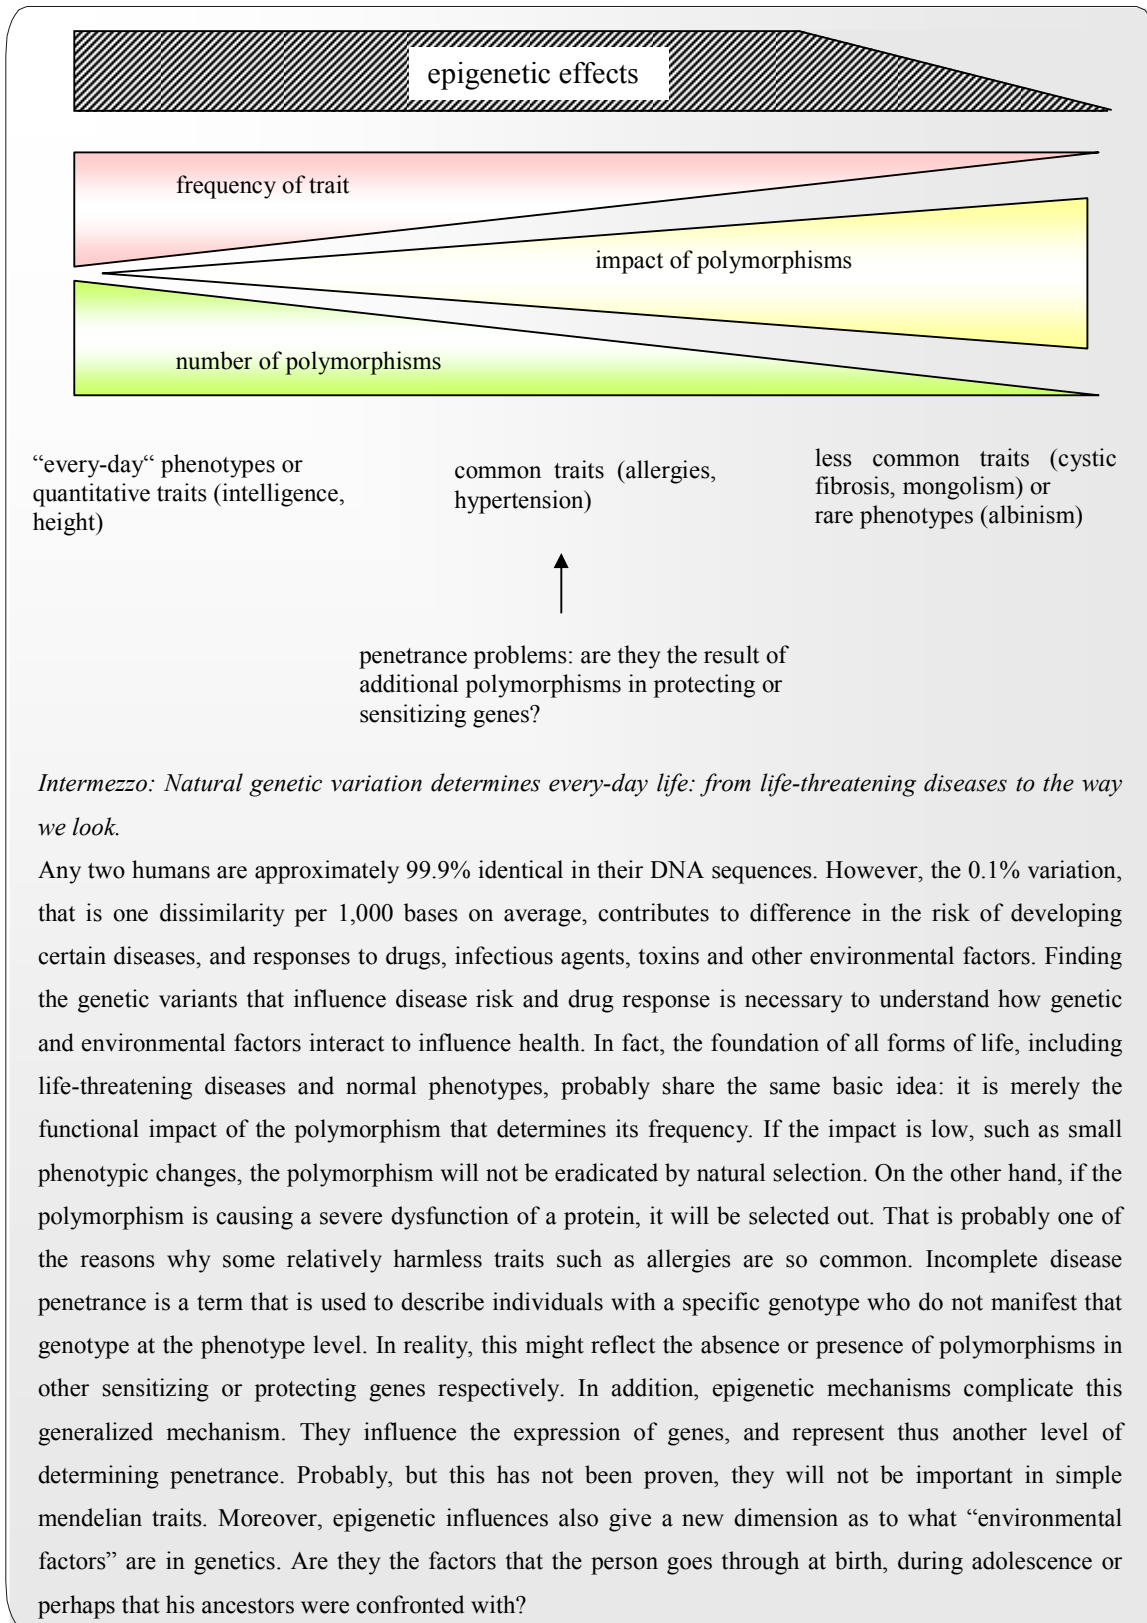 epigenetic effects
frequency of trait
impact of polymorphisms
number of polymorphisms
“every-day“ phenotypes or
quantitative traits (intelligence,
height)
common traits (allergies,
hypertension)
less common traits (cystic
fibrosis, mongolism) or
rare phenotypes (albinism)
penetrance problems: are they the result of
additional polymorphisms in protecting or
sensitizing genes?
Intermezzo: Natural genetic variation determines every-day life: from life-threatening diseases to the way
we look.
Any two humans are approximately 99.9% identical in their DNA sequences. However, the 0.1% variation,
that is one dissimilarity per 1,000 bases on average, contributes to difference in the risk of developing
certain diseases, and responses to drugs, infectious agents, toxins and other environmental factors. Finding
the genetic variants that influence disease risk and drug response is necessary to understand how genetic
and environmental factors interact to influence health. In fact, the foundation of all forms of life, including
life-threatening diseases and normal phenotypes, probably share the same basic idea: it is merely the
functional impact of the polymorphism that determines its frequency. If the impact is low, such as small
phenotypic changes, the polymorphism will not be eradicated by natural selection. On the other hand, if the
polymorphism is causing a severe dysfunction of a protein, it will be selected out. That is probably one of
the reasons why some relatively harmless traits such as allergies are so common. Incomplete disease
penetrance is a term that is used to describe individuals with a specific genotype who do not manifest that
genotype at the phenotype level. In reality, this might reflect the absence or presence of polymorphisms in
other sensitizing or protecting genes respectively. In addition, epigenetic mechanisms complicate this
generalized mechanism. They influence the expression of genes, and represent thus another level of
determining penetrance. Probably, but this has not been proven, they will not be important in simple
mendelian traits. Moreover, epigenetic influences also give a new dimension as to what “environmental
factors” are in genetics. Are they the factors that the person goes through at birth, during adolescence or
perhaps that his ancestors were confronted with?